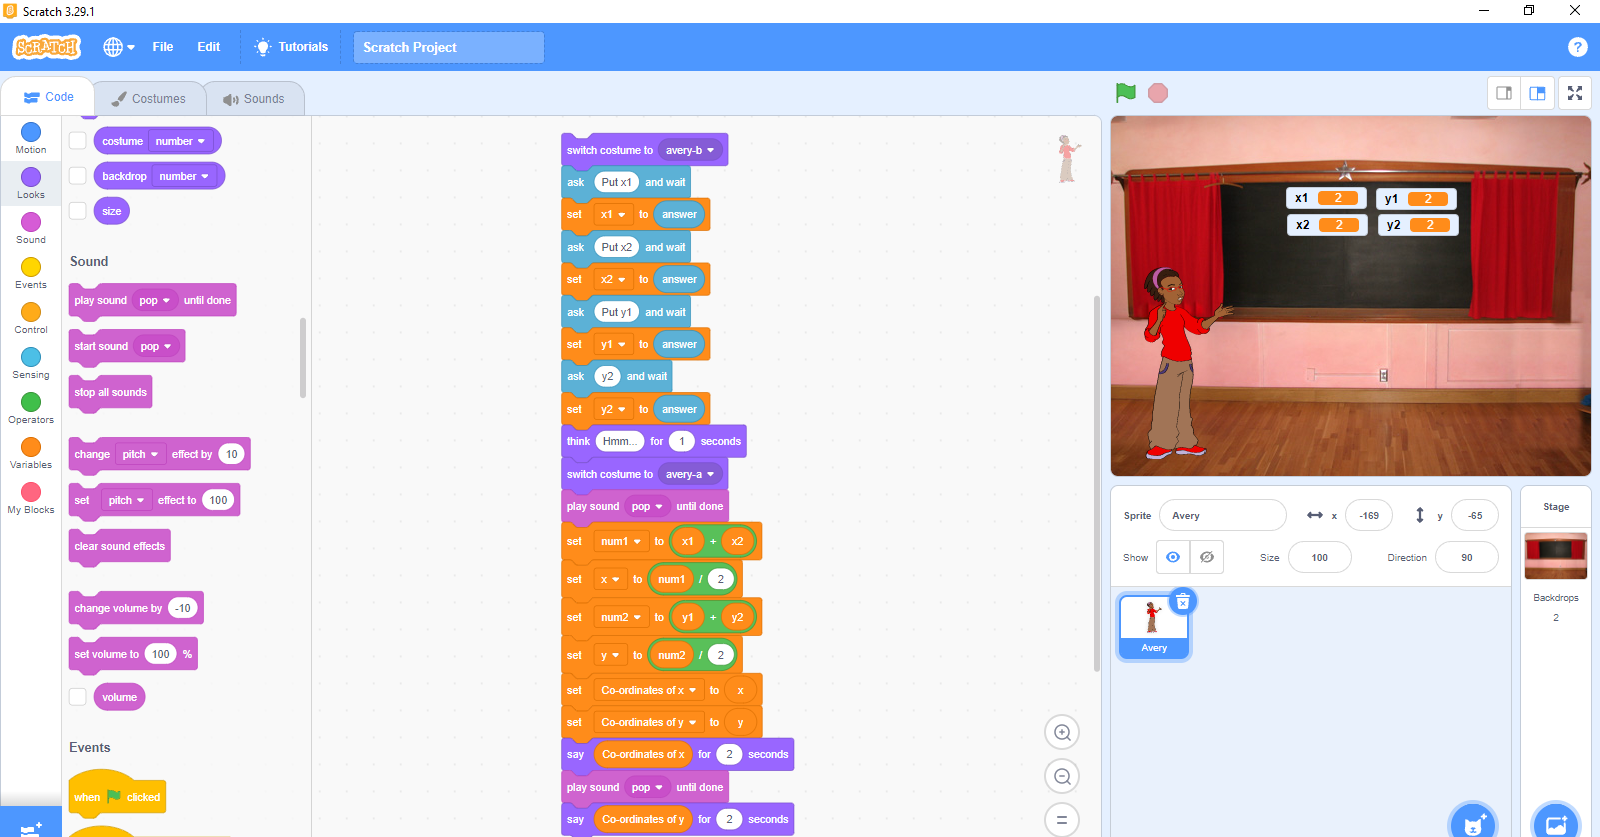 Scratch 3.29.1
SCRATCH File Edit Tutorials Scratch Project ?
Code Costumes Sounds
Motion
Looks
Sound
Events
Control
Sensing
Operators
Variables
My Blocks
costume number
backdrop number
size
Sound
play sound pop until done
start sound pop
stop all sounds
change pitch effect by 10
set pitch effect to 100
clear sound effects
change volume by -10
set volume to 100 %
volume
Events
when clicked
switch costume to avery-b
ask Put x1 and wait
set x1 to answer
ask Put x2 and wait
set x2 to answer
ask Put y1 and wait
set y1 to answer
ask y2 and wait
set y2 to answer
think Hmm... for 1 seconds
switch costume to avery-a
play sound pop until done
set num1 to x1 + x2
set x to num1 / 2
set num2 to y1 + y2
set y to num2 / 2
set Co-ordinates of x to x
set Co-ordinates of y to y
say Co-ordinates of x for 2 seconds
play sound pop until done
say Co-ordinates of y for 2 seconds
x1 2 y1 2
x2 2 y2 2
Sprite Avery x -169 y -65
Show Size 100 Direction 90
Avery
Stage
Backdrops
2